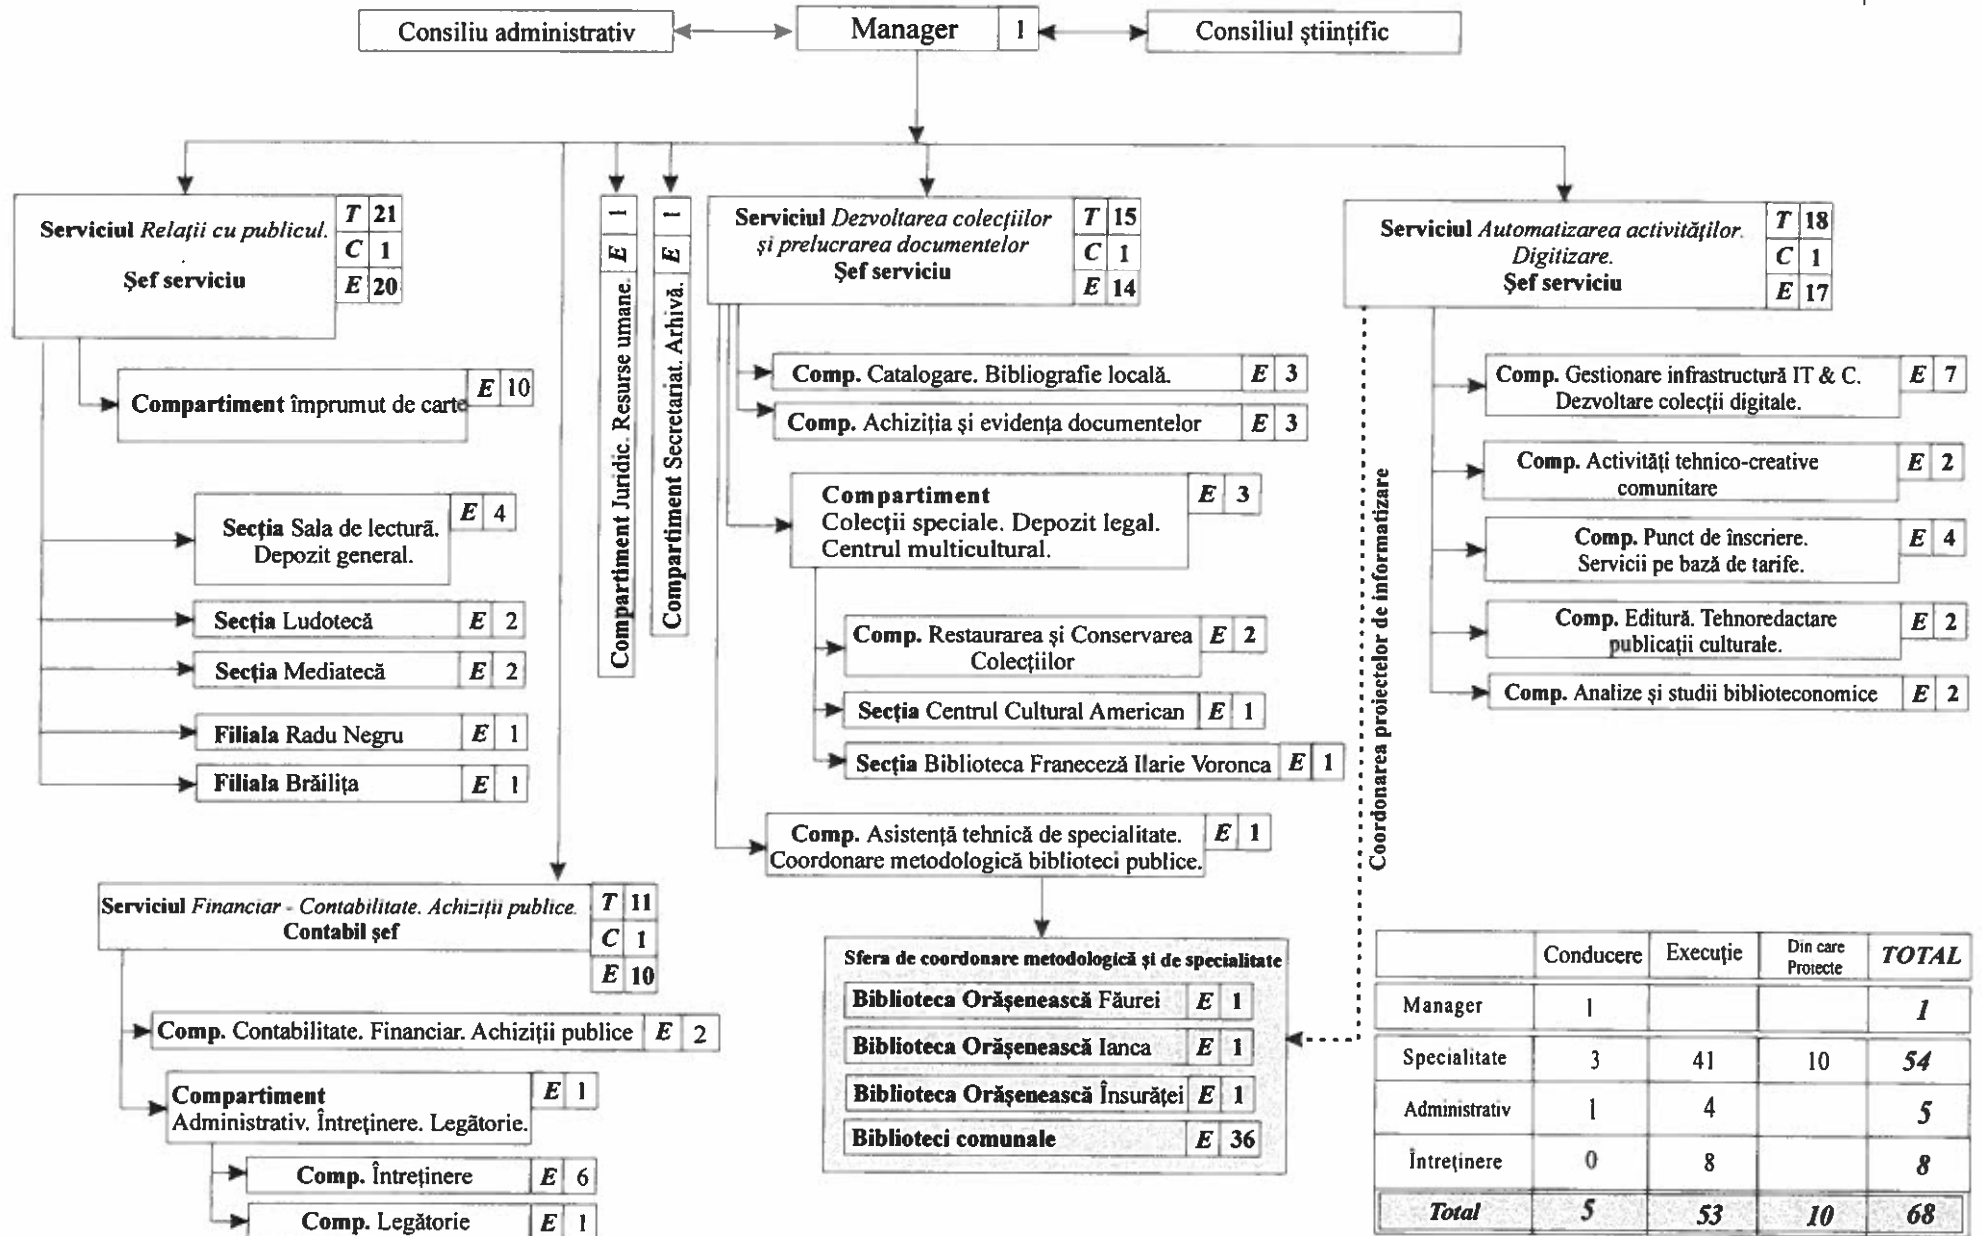 Consiliu administrativ
Manager 1
Consiliul științific
Serviciul Relații cu publicul.
Șef serviciu
T 21
C 1
E 20
Compartiment împrumut de carte E 10
Secția Sala de lectură.
Depozit general.
E 4
Secția Ludotecă E 2
Secția Mediatecă E 2
Filiala Radu Negru E 1
Filiala Brăilița E 1
Serviciul Financiar - Contabilitate. Achiziții publice.
Contabil șef
T 11
C 1
E 10
Comp. Contabilitate. Financiar. Achiziții publice E 2
Compartiment
Administrativ. Întreținere. Legătorie.
E 1
Comp. Întreținere E 6
Comp. Legătorie E 1
Compartiment Juridic. Resurse umane. E 1
Compartiment Secretariat. Arhivă. E 1
Serviciul Dezvoltarea colecțiilor
și prelucrarea documentelor
Șef serviciu
T 15
C 1
E 14
Comp. Catalogare. Bibliografie locală. E 3
Comp. Achiziția și evidența documentelor E 3
Compartiment
Colecții speciale. Depozit legal.
Centrul multicultural.
E 3
Comp. Restaurarea și Conservarea
Colecțiilor
E 2
Secția Centrul Cultural American E 1
Secția Biblioteca Franeceză Ilarie Voronca E 1
Comp. Asistență tehnică de specialitate.
Coordonare metodologică biblioteci publice.
E 1
Sfera de coordonare metodologică și de specialitate
Biblioteca Orășenească Făurei E 1
Biblioteca Orășenească Ianca E 1
Biblioteca Orășenească Însurăței E 1
Biblioteci comunale E 36
Coordonarea proiectelor de informatizare
Serviciul Automatizarea activităților.
Digitizare.
Șef serviciu
T 18
C 1
E 17
Comp. Gestionare infrastructură IT & C.
Dezvoltare colecții digitale.
E 7
Comp. Activități tehnico-creative
comunitare
E 2
Comp. Punct de înscriere.
Servicii pe bază de tarife.
E 4
Comp. Editură. Tehnoredactare
publicații culturale.
E 2
Comp. Analize și studii biblioteconomice E 2
Conducere Execuție Din care Proiecte TOTAL
Manager 1 1
Specialitate 3 41 10 54
Administrativ 1 4 5
Întreținere 0 8 8
Total 5 53 10 68